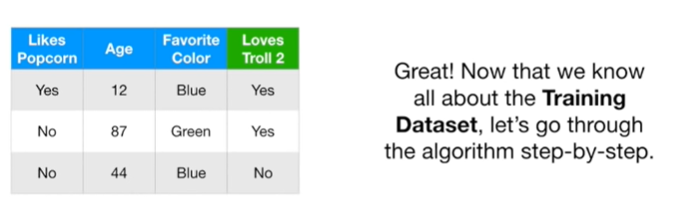 Likes Popcorn Age Favorite Color Loves Troll 2
Yes 12 Blue Yes
No 87 Green Yes
No 44 Blue No
Great! Now that we know
all about the Training
Dataset, let's go through
the algorithm step-by-step.